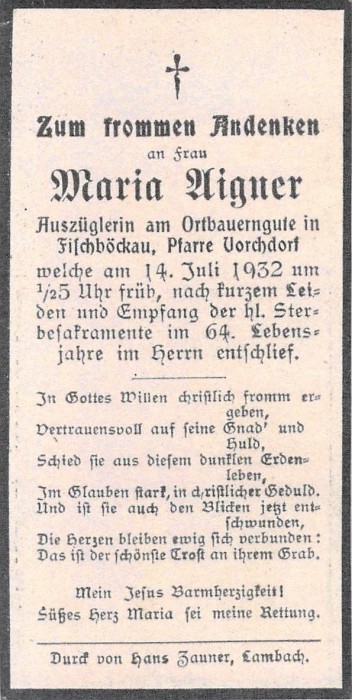 Zum frommen Andenken
an Frau
Maria Aigner
Auszüglerin am Ortbauerngute in
Fischböckau, Pfarre Vorchdorf
welche am 14. Juli 1932 um
1/25 Uhr früh, nach kurzem Lei-
den und Empfang der hl. Ster-
besakramente im 64. Lebens-
jahre im Herrn entschlief.
In Gottes Willen christlich fromm er-
geben,
Vertrauensvoll auf seine Gnad' und
Huld,
Schied sie aus diesem dunklen Erden-
leben,
Im Glauben stark, in christlicher Geduld.
Und ist sie auch den Blicken jetzt ent-
schwunden,
Die Herzen bleiben ewig sich verbunden:
Das ist der schönste Trost an ihrem Grab.
Mein Jesus Barmherzigkeit!
Süßes Herz Maria sei meine Rettung.
Druck von Hans Zauner, Lambach.